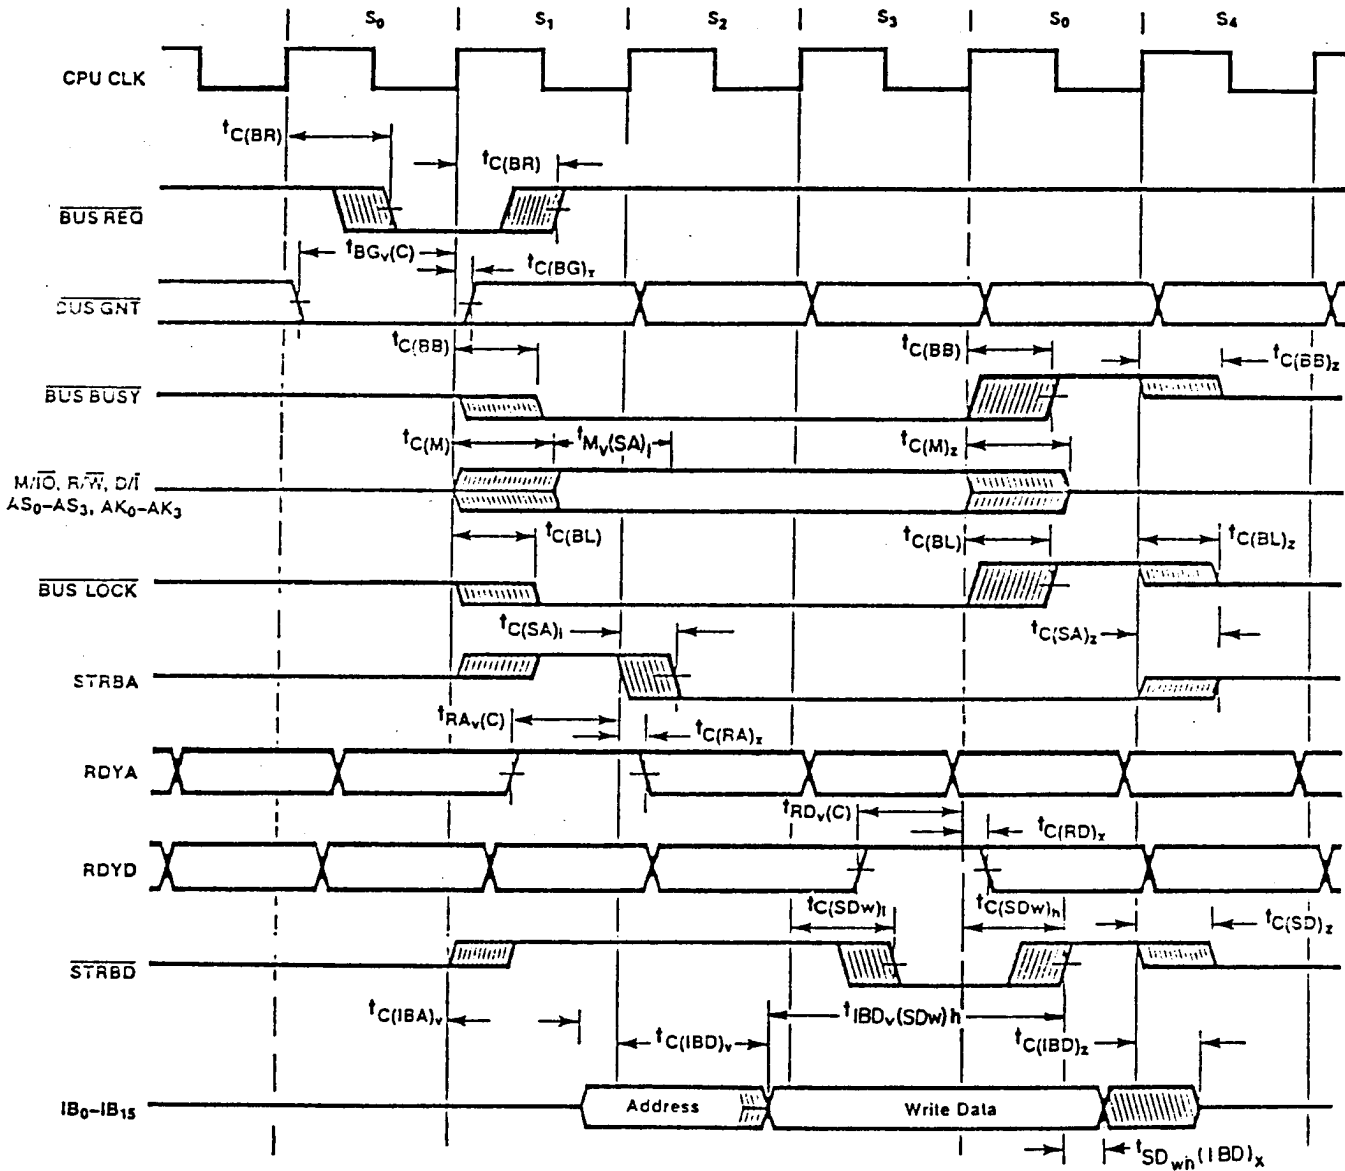 S0 S1 S2 S3 S0 S4
CPU CLK
tC(BR)
tC(BR)
BUS REQ
tBGv(C)
tC(BG)x
BUS GNT
tC(BB) tC(BB) tC(BB)z
BUS BUSY
tC(M) tMv(SA)l tC(M)z
M/IO, R/W, D/I
AS0–AS3, AK0–AK3
tC(BL) tC(BL) tC(BL)z
BUS LOCK
tC(SA)l tC(SA)z
STRBA
tRAv(C) tC(RA)x
RDYA
tRDv(C) tC(RD)x
RDYD
tC(SDw)l tC(SDw)h tC(SD)z
STRBD
tC(IBA)v tIBDv(SDw)h
tC(IBD)v tC(IBD)z
IB0–IB15 Address Write Data
tSDwh(IBD)x